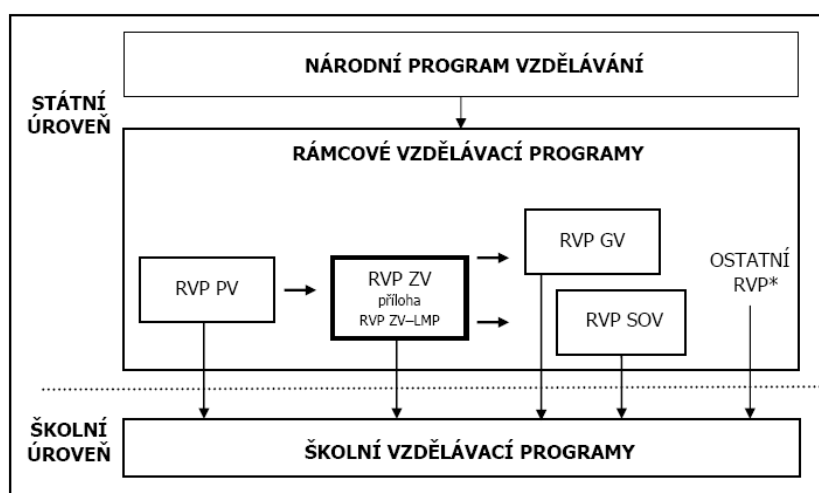 NÁRODNÍ PROGRAM VZDĚLÁVÁNÍ
STÁTNÍ
ÚROVEŇ
RÁMCOVÉ VZDĚLÁVACÍ PROGRAMY
RVP PV
RVP ZV
příloha
RVP ZV–LMP
RVP GV
RVP SOV
OSTATNÍ
RVP*
ŠKOLNÍ
ÚROVEŇ
ŠKOLNÍ VZDĚLÁVACÍ PROGRAMY